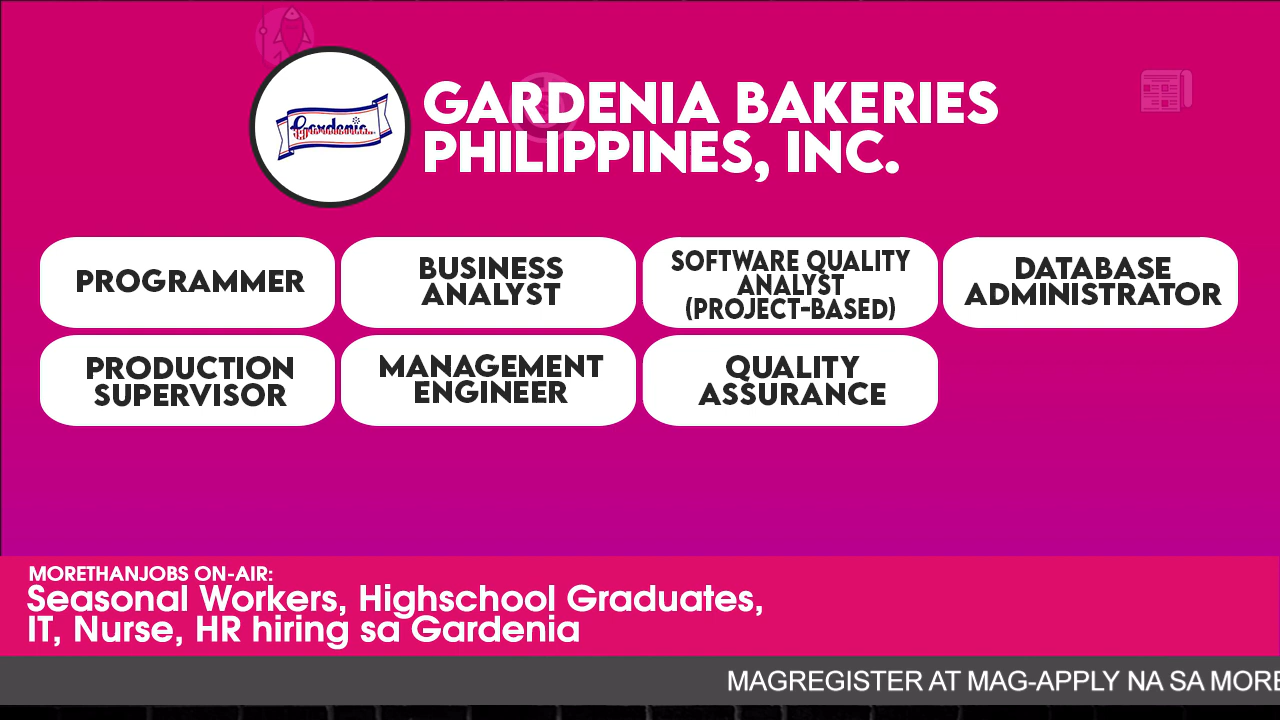 Gardenia
GARDENIA BAKERIES
PHILIPPINES, INC.
PROGRAMMER
BUSINESS
ANALYST
SOFTWARE QUALITY
ANALYST
(PROJECT-BASED)
DATABASE
ADMINISTRATOR
PRODUCTION
SUPERVISOR
MANAGEMENT
ENGINEER
QUALITY
ASSURANCE
MORETHANJOBS ON-AIR:
Seasonal Workers, Highschool Graduates,
IT, Nurse, HR hiring sa Gardenia
MAGREGISTER AT MAG-APPLY NA SA MORE